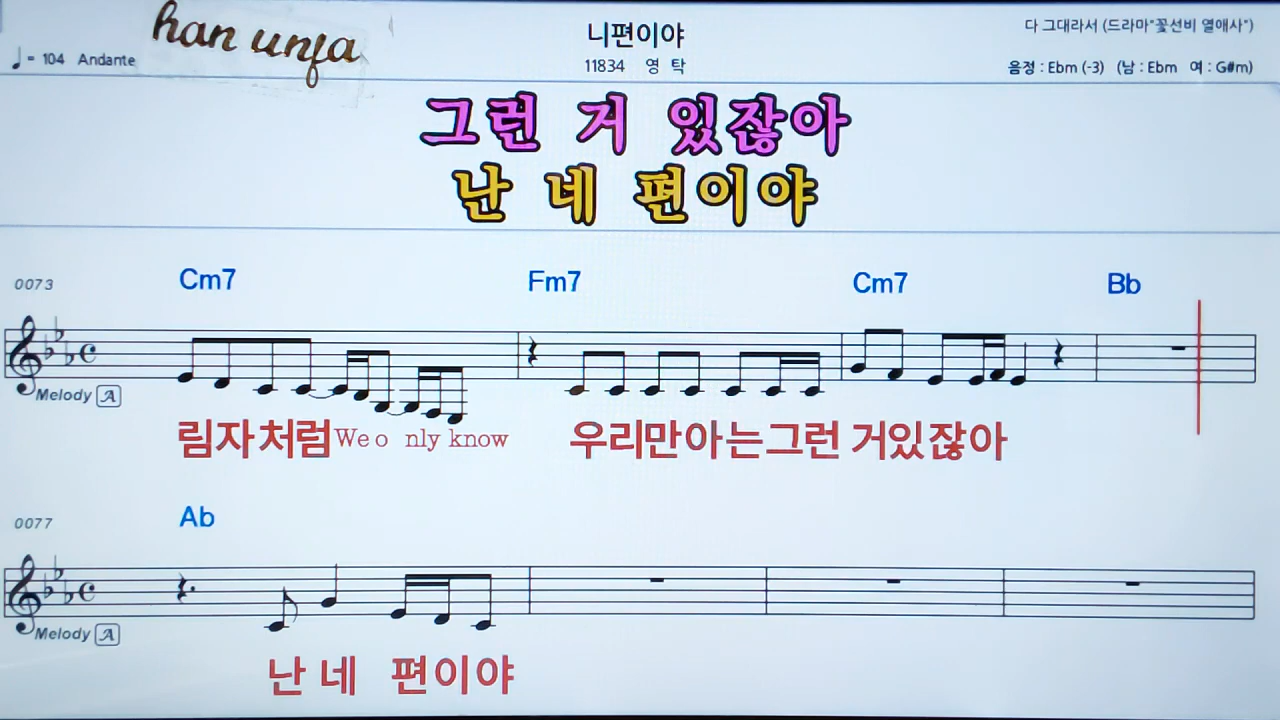 han unfa
♩= 104 Andante
니편이야
11834 영 탁
다 그대라서 (드라마"꽃선비 열애사")
음정 : Ebm (-3) (남 : Ebm 여 : G#m)
그런 거 있잖아
난 네 편이야
0073 Cm7 Fm7 Cm7 Bb
Melody A
림자처럼 We o nly know 우리만아는그런 거있잖아
0077 Ab
Melody A
난 네 편이야